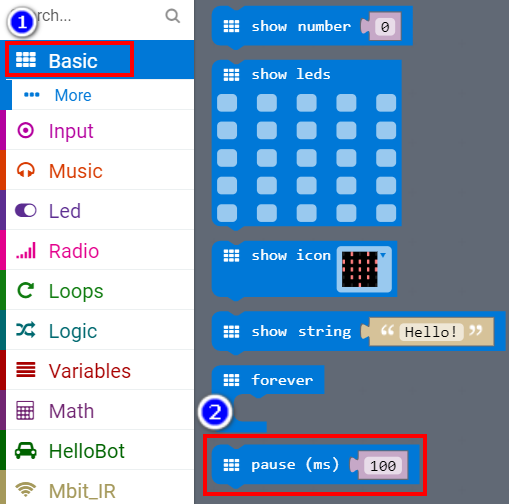 1
rch...
Basic
More
Input
Music
Led
Radio
Loops
Logic
Variables
Math
HelloBot
Mbit_IR
show number 0
show leds
show icon
show string “ Hello! ”
forever
2
pause (ms) 100